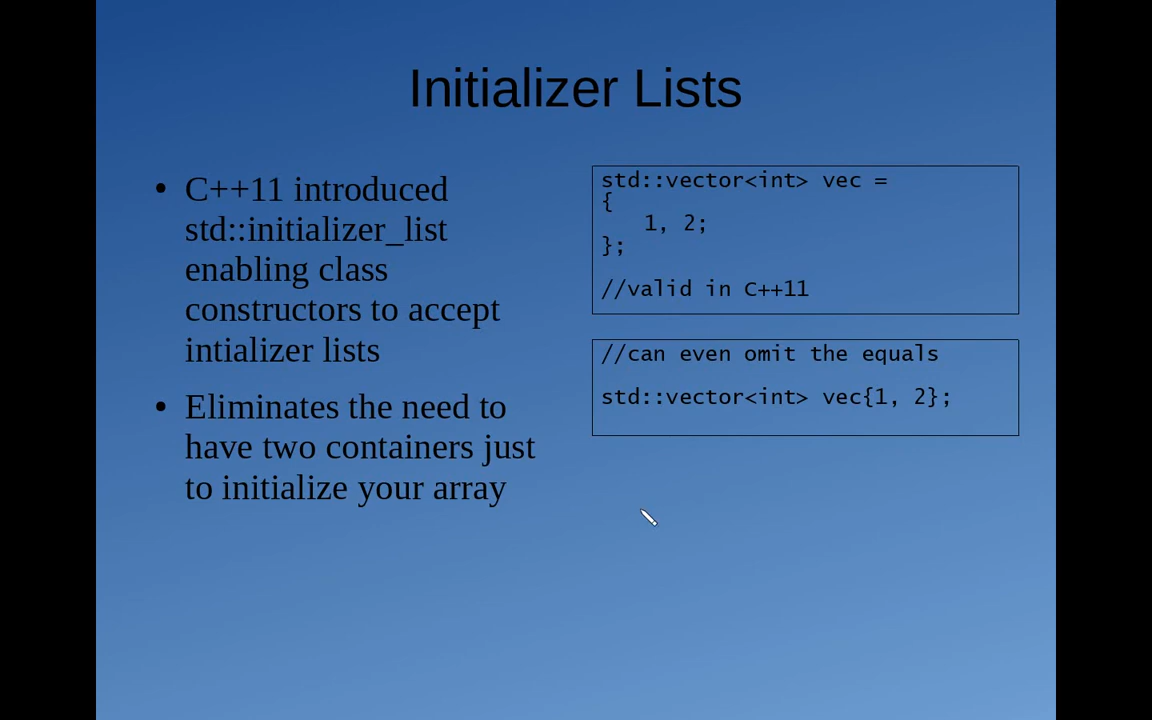 Initializer Lists
• C++11 introduced
std::initializer_list
enabling class
constructors to accept
intializer lists
• Eliminates the need to
have two containers just
to initialize your array
std::vector<int> vec =
{
1, 2;
};
//valid in C++11
//can even omit the equals
std::vector<int> vec{1, 2};